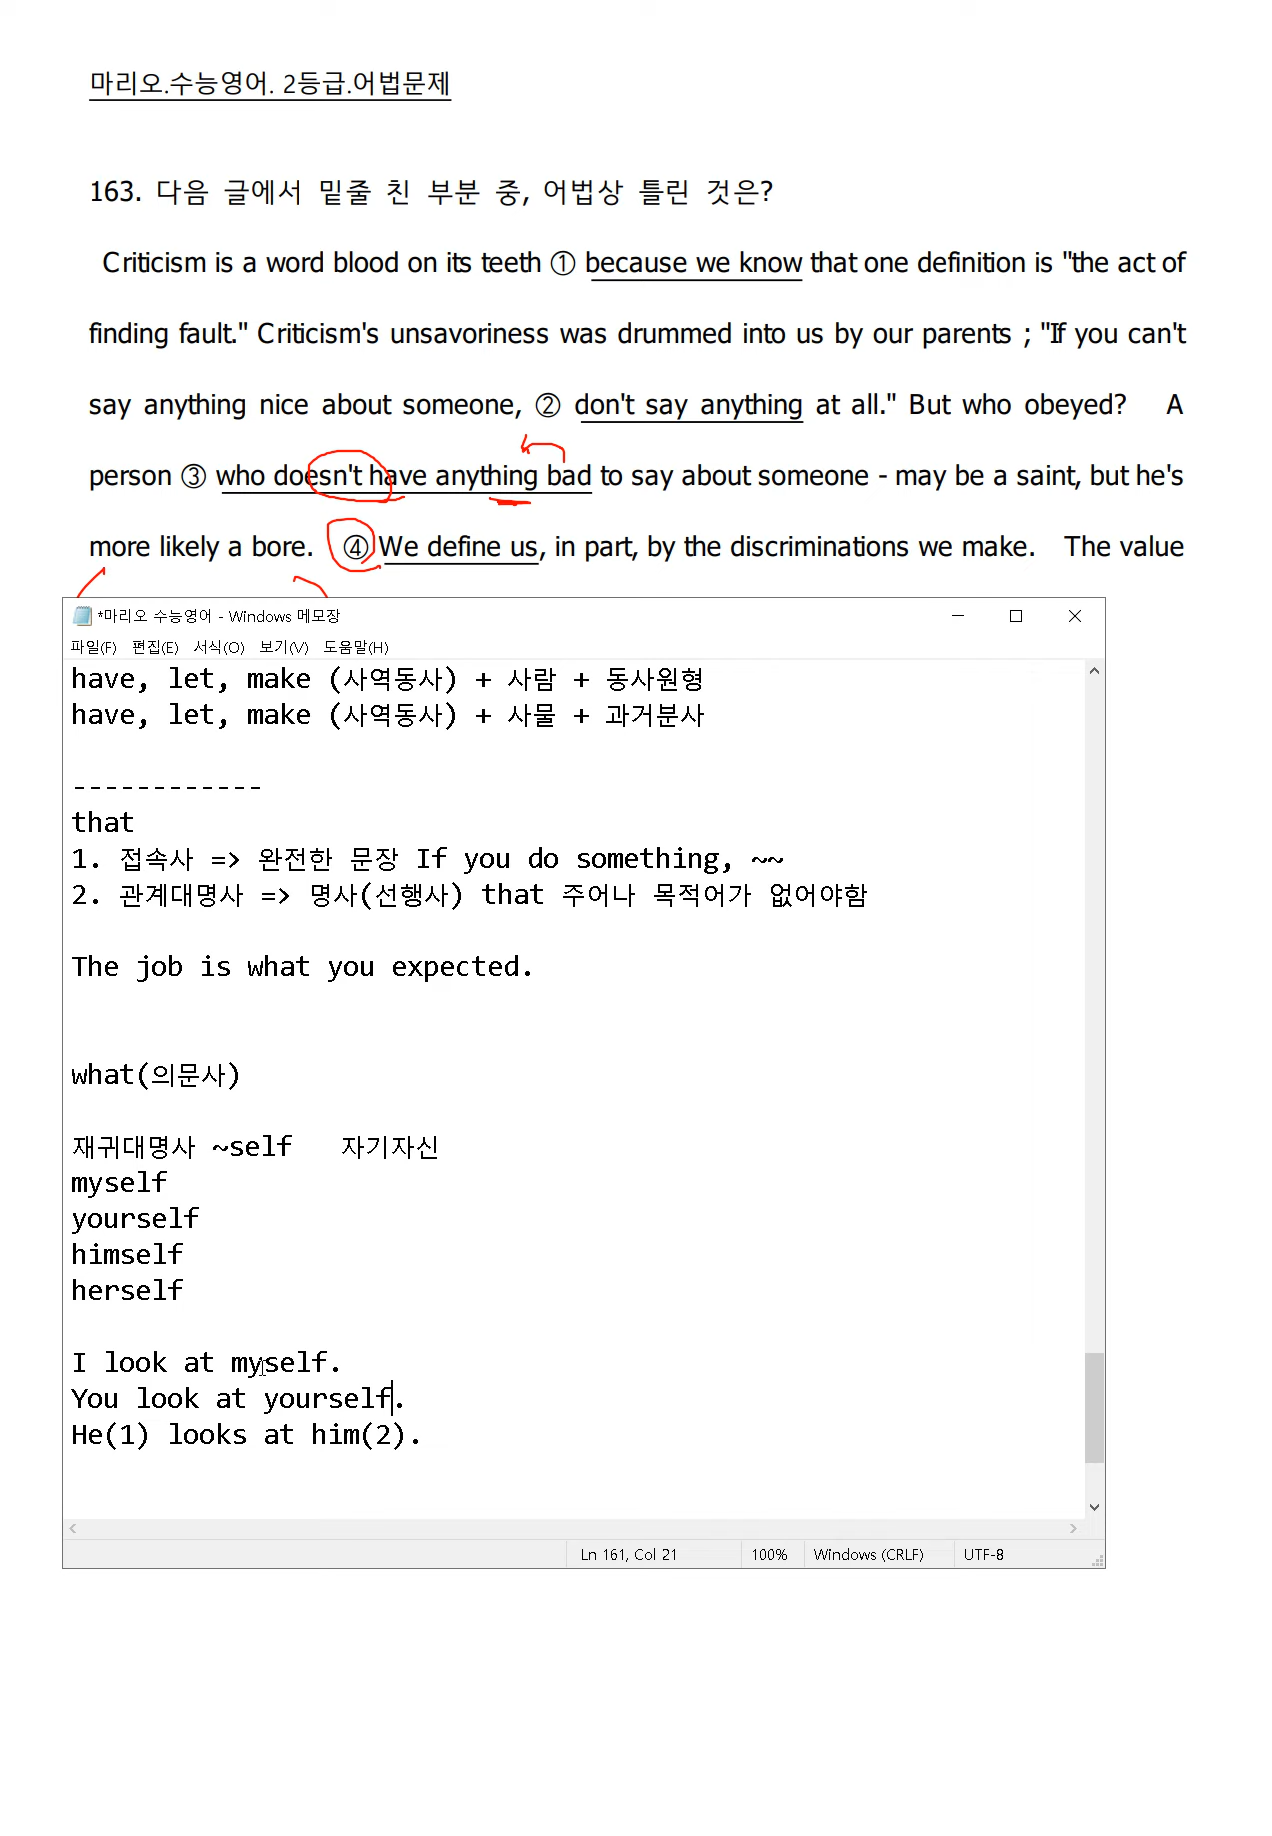 마리오.수능영어. 2등급.어법문제
163. 다음 글에서 밑줄 친 부분 중, 어법상 틀린 것은?
Criticism is a word blood on its teeth ① because we know that one definition is "the act of
finding fault." Criticism's unsavoriness was drummed into us by our parents ; "If you can't
say anything nice about someone, ② don't say anything at all." But who obeyed? A
person ③ who doesn't have anything bad to say about someone - may be a saint, but he's
more likely a bore. ④ We define us, in part, by the discriminations we make. The value
*마리오 수능영어 - Windows 메모장
파일(F) 편집(E) 서식(O) 보기(V) 도움말(H)
have, let, make (사역동사) + 사람 + 동사원형
have, let, make (사역동사) + 사물 + 과거분사
------------
that
1. 접속사 => 완전한 문장 If you do something, ~~
2. 관계대명사 => 명사(선행사) that 주어나 목적어가 없어야함
The job is what you expected.
what(의문사)
재귀대명사 ~self 자기자신
myself
yourself
himself
herself
I look at myself.
You look at yourself.
He(1) looks at him(2).
Ln 161, Col 21 100% Windows (CRLF) UTF-8